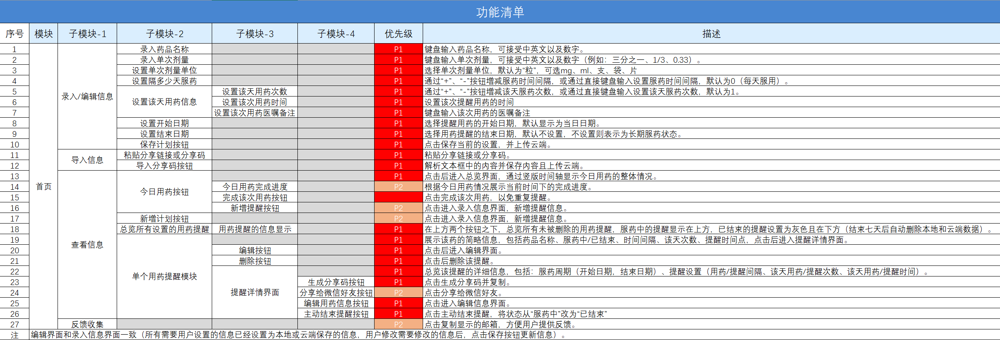 功能清单
序号 模块 子模块-1 子模块-2 子模块-3 子模块-4 优先级 描述
1 录入药品名称 P1 键盘输入药品名称，可接受中英文以及数字。
2 录入单次剂量 P1 键盘输入单次剂量，可接受中英文以及数字（例如：三分之一、1/3、0.33）。
3 设置单次剂量单位 P1 选择单次剂量单位，默认为“粒”，可选mg、ml、支、袋、片
4 设置隔多少天服药 P1 通过“+”、“-”按钮增减服药时间间隔，或通过直接键盘输入设置服药时间间隔，默认为0（每天服用）。
5 设置该天用药次数 P1 通过“+”、“-”按钮增减该天服药次数，或通过直接键盘输入设置该天服药次数，默认为1。
6 录入/编辑信息 设置该天用药信息 设置该次用药时间 P1 设置该次提醒用药的时间
7 设置该次用药医嘱备注 P1 键盘输入该次用药的医嘱备注
8 设置开始日期 P1 选择提醒用药的开始日期，默认显示为当日日期。
9 设置结束日期 P1 选择用药提醒的结束日期，默认不设置，不设置则表示为长期服药状态。
10 保存计划按钮 P1 点击保存当前的设置，并上传云端。
11 导入信息 粘贴分享链接或分享码 P1 粘贴分享链接或分享码。
12 导入分享码按钮 P1 解析文本框中的内容并保存内容且上传云端。
13 P1 点击后进入总览界面，通过竖版时间轴显示今日用药的整体情况。
14 首页 今日用药按钮 今日用药完成进度 P2 根据今日用药情况展示当前时间下的完成进度。
15 完成该次用药按钮 点击完成该次用药，以免重复提醒。
16 新增提醒按钮 P2 点击进入录入信息界面，新增提醒信息。
17 新增计划按钮 P2 点击进入录入信息界面，新增提醒信息。
18 总览所有设置的用药提醒 用药提醒的信息显示 P1 在上方两个按钮之下，总览所有未被删除的用药提醒，服药中的提醒显示在上方，已结束的提醒设置为灰色且在下方（结束七天后自动删除本地和云端数据）。
19 P1 展示该药的简略信息，包括药品名称、服药中/已结束、时间间隔、该天次数、提醒时间点，点击后进入提醒详情界面。
20 查看信息 编辑按钮 P1 点击后进入编辑界面。
21 删除按钮 P1 点击后删除该提醒。
22 P1 总览该提醒的详细信息，包括：服药周期（开始日期，结束日期）、提醒设置（用药/提醒间隔、该天用药/提醒次数、该天用药/提醒时间）。
23 单个用药提醒模块 生成分享码按钮 P1 点击生成分享码并复制。
24 提醒详情界面 分享给微信好友按钮 P2 点击分享给微信好友。
25 编辑用药信息按钮 P1 点击进入编辑信息界面。
26 主动结束提醒按钮 P1 点击主动结束提醒，将状态从“服药中”改为“已结束”
27 反馈收集 P2 点击复制显示的邮箱，方便用户提供反馈。
注 编辑界面和录入信息界面一致（所有需要用户设置的信息已经设置为本地或云端保存的信息，用户修改需要修改的信息后，点击保存按钮更新信息）。